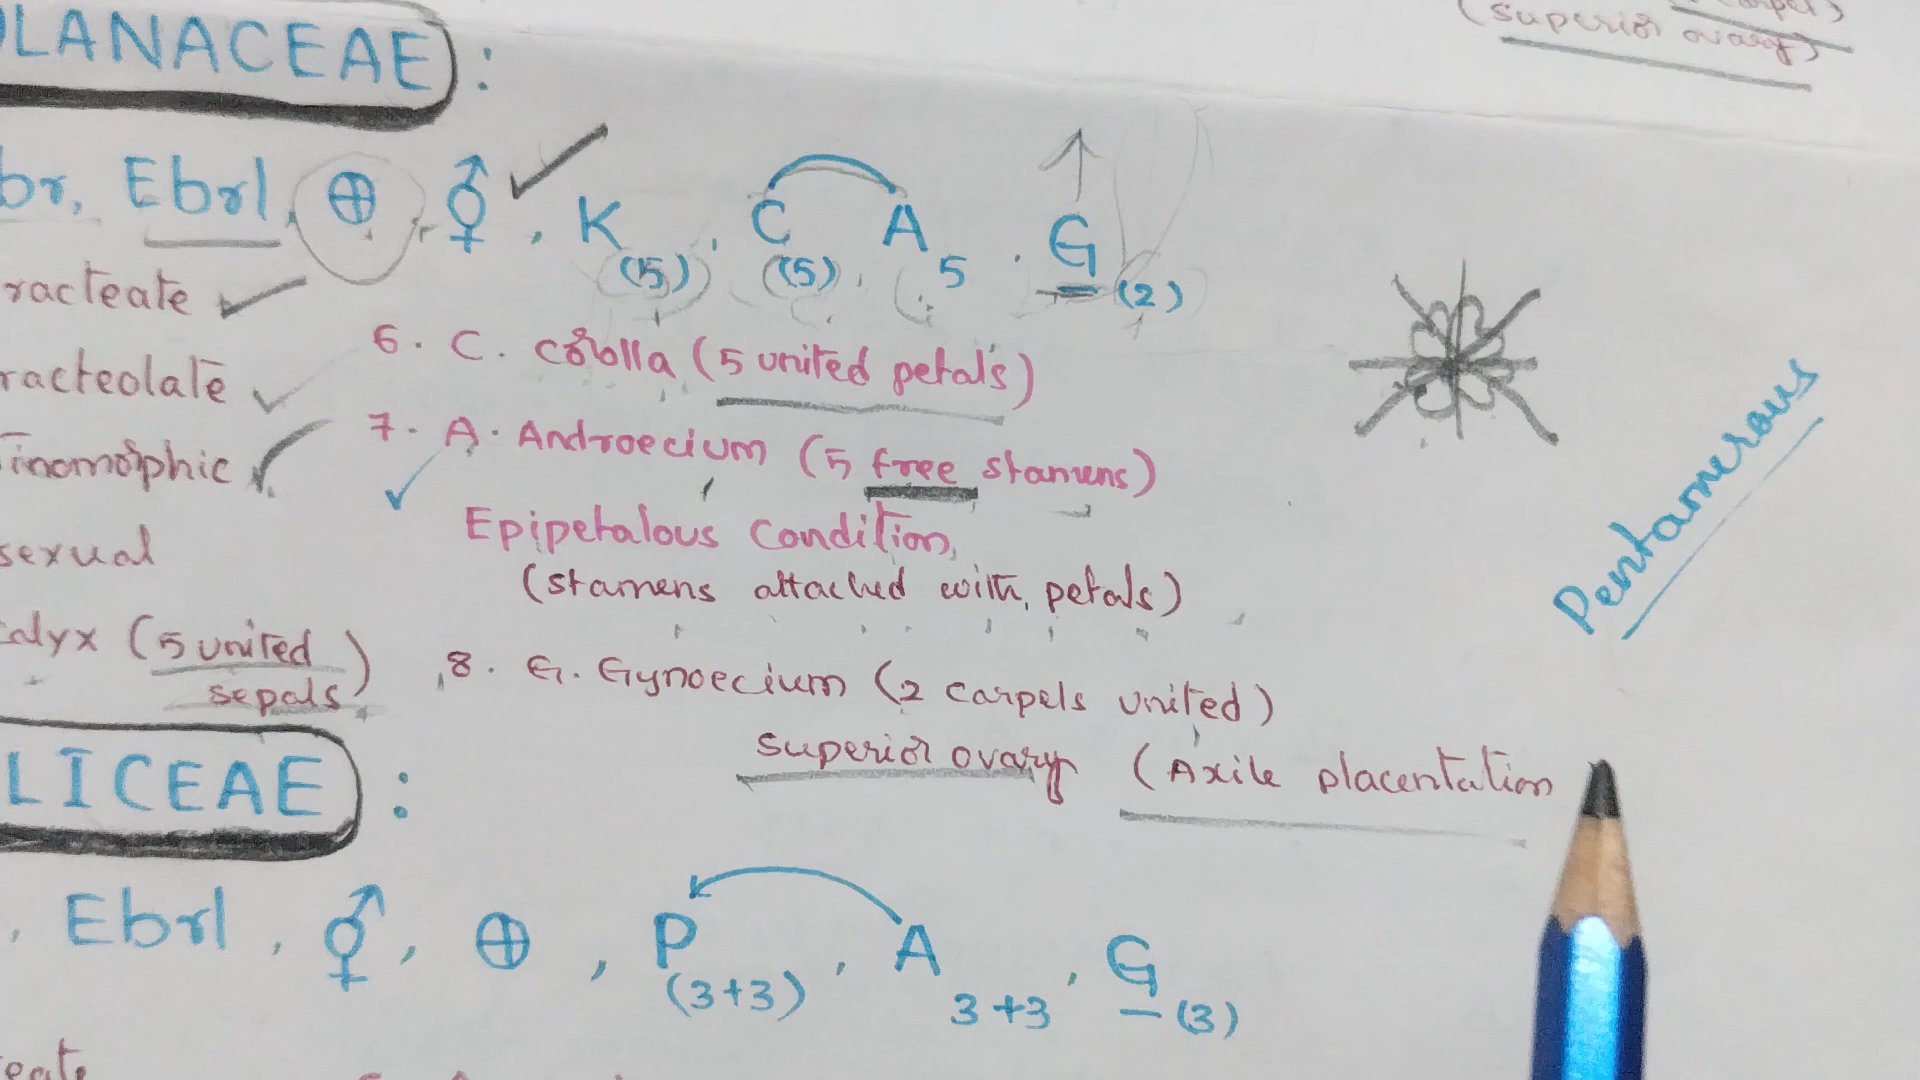 (superior ovary)
LANACEAE :
br, Ebrl, ⊕, ⚥, K(5), C(5), A5, G(2)
racteate
6. C. Corolla (5 united petals)
racteolate
7. A. Androecium (5 free stamens)
inomorphic
Epipetalous Condition,
sexual
(stamens attached with petals)
Pentamerous
alyx (5 united
sepals)
8. G. Gynoecium (2 carpels united)
superior ovary (Axile placentation
LICEAE :
, Ebrl, ⚥, ⊕, P(3+3), A3+3, G(3)
eate